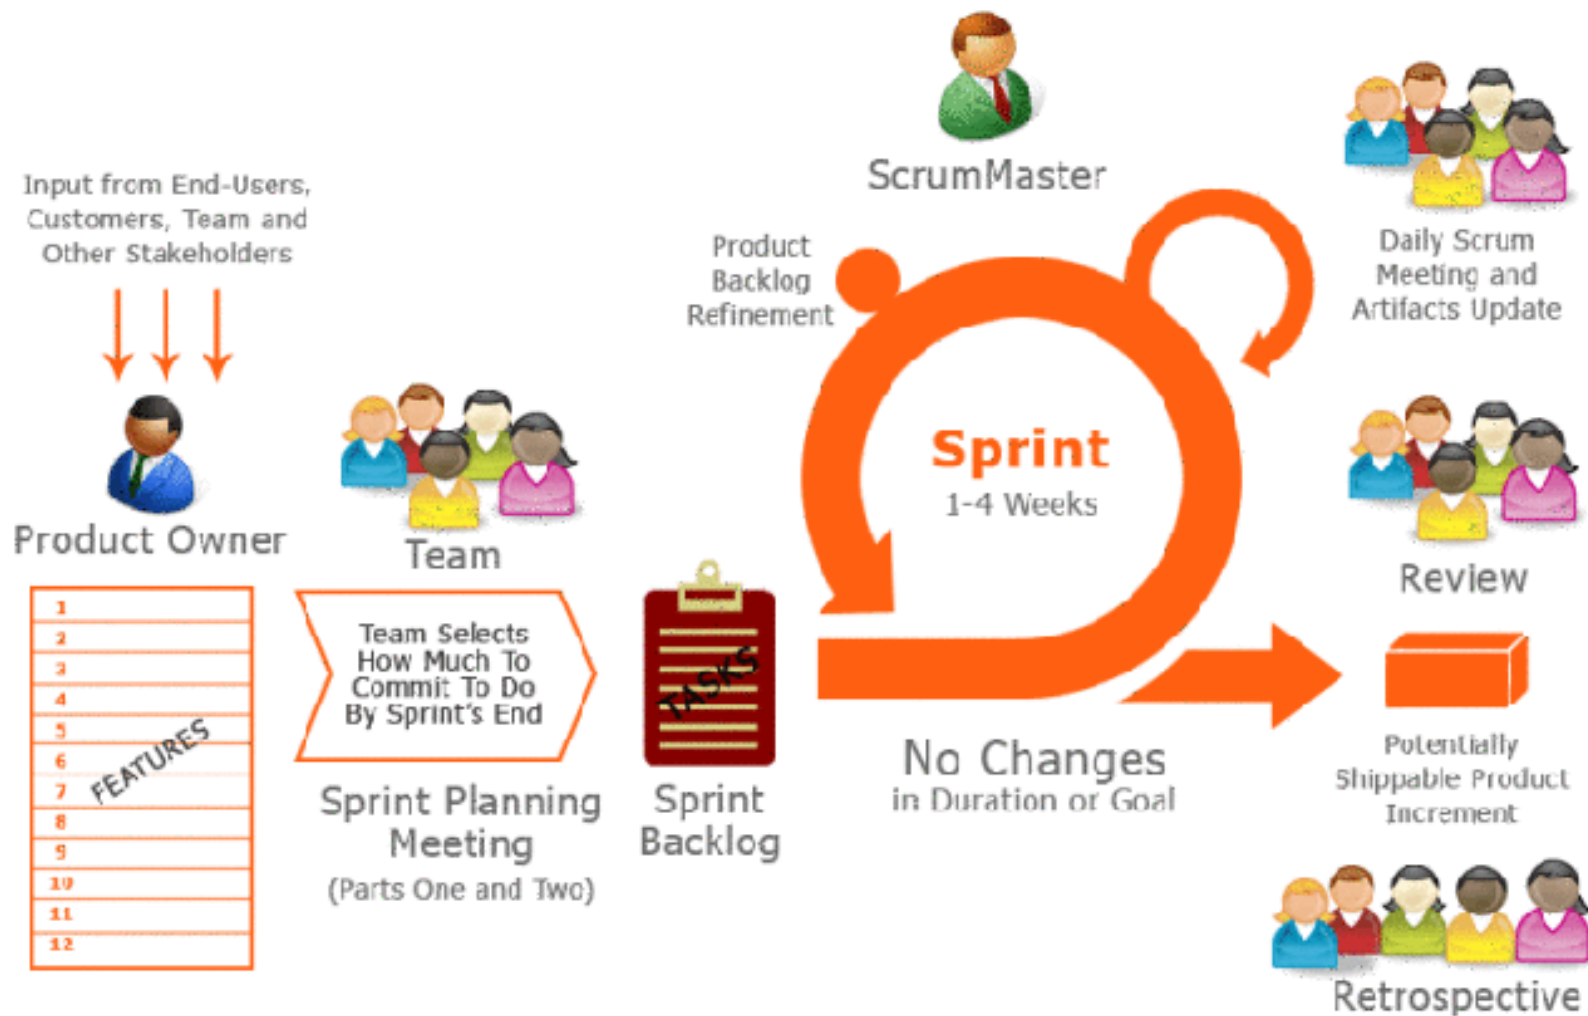 Input from End-Users,
Customers, Team and
Other Stakeholders
Product Owner
1
2
3
4
5
6
7
8
9
10
11
12
FEATURES
Team
Team Selects
How Much To
Commit To Do
By Sprint's End
Sprint Planning
Meeting
(Parts One and Two)
TASKS
Sprint
Backlog
ScrumMaster
Product
Backlog
Refinement
Sprint
1-4 Weeks
No Changes
in Duration or Goal
Daily Scrum
Meeting and
Artifacts Update
Review
Potentially
Shippable Product
Increment
Retrospective